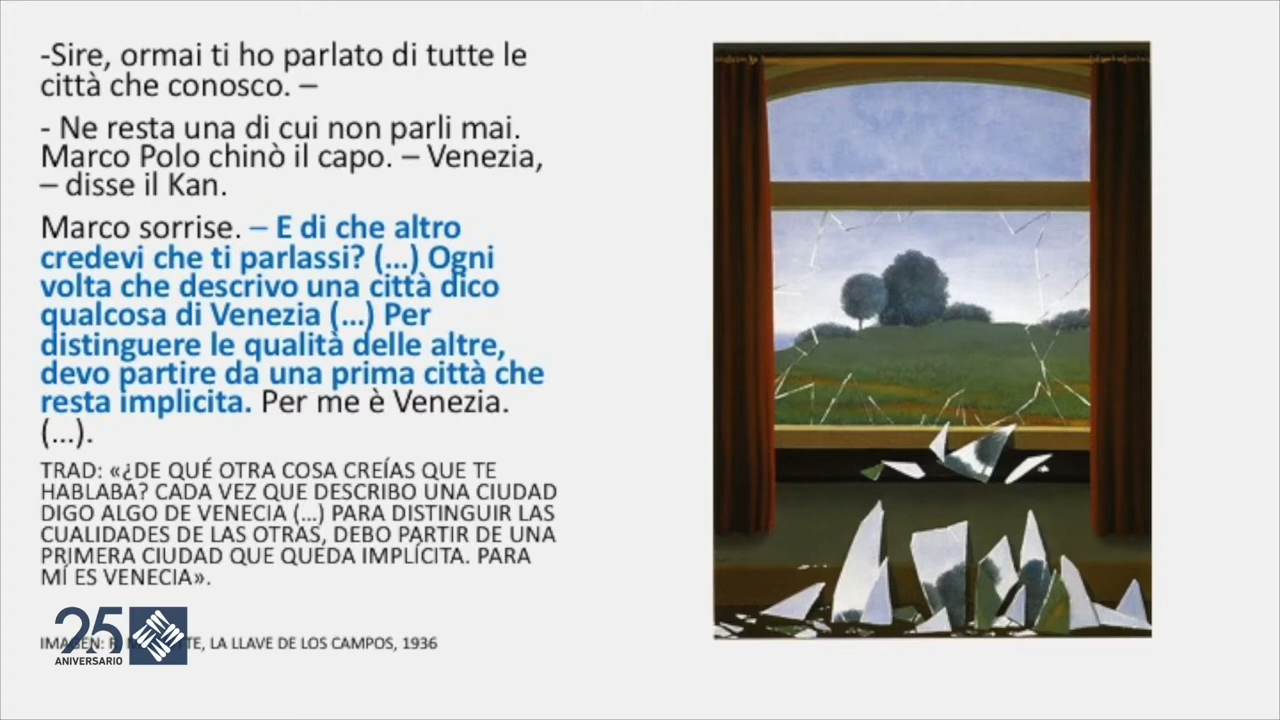 -Sire, ormai ti ho parlato di tutte le
città che conosco. –
- Ne resta una di cui non parli mai.
Marco Polo chinò il capo. – Venezia,
– disse il Kan.
Marco sorrise. – E di che altro
credevi che ti parlassi? (…) Ogni
volta che descrivo una città dico
qualcosa di Venezia (…) Per
distinguere le qualità delle altre,
devo partire da una prima città che
resta implicita. Per me è Venezia.
(…).
TRAD: «¿DE QUÉ OTRA COSA CREÍAS QUE TE
HABLABA? CADA VEZ QUE DESCRIBO UNA CIUDAD
DIGO ALGO DE VENECIA (…) PARA DISTINGUIR LAS
CUALIDADES DE LAS OTRAS, DEBO PARTIR DE UNA
PRIMERA CIUDAD QUE QUEDA IMPLÍCITA. PARA
MÍ ES VENECIA».
25
ANIVERSARIO
IMAGEN: LA LLAVE DE LOS CAMPOS, 1936